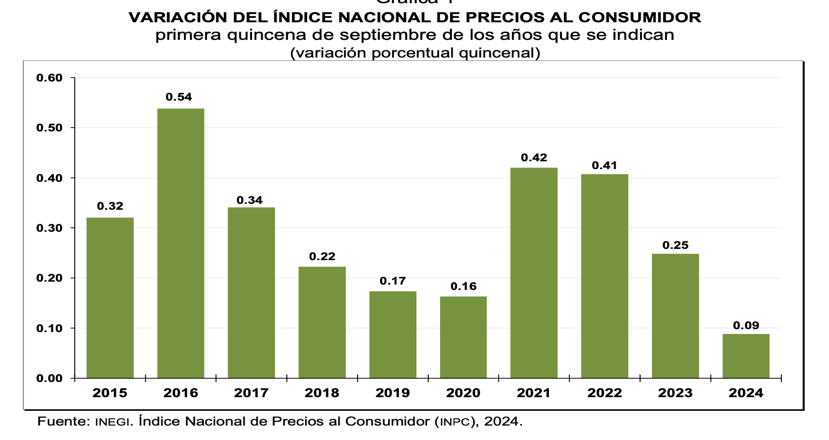 Gráfica 1
VARIACIÓN DEL ÍNDICE NACIONAL DE PRECIOS AL CONSUMIDOR
primera quincena de septiembre de los años que se indican
(variación porcentual quincenal)
0.60
0.50
0.40
0.30
0.20
0.10
0.00
0.32
0.54
0.34
0.22
0.17
0.16
0.42
0.41
0.25
0.09
2015 2016 2017 2018 2019 2020 2021 2022 2023 2024
Fuente: INEGI. Índice Nacional de Precios al Consumidor (INPC), 2024.